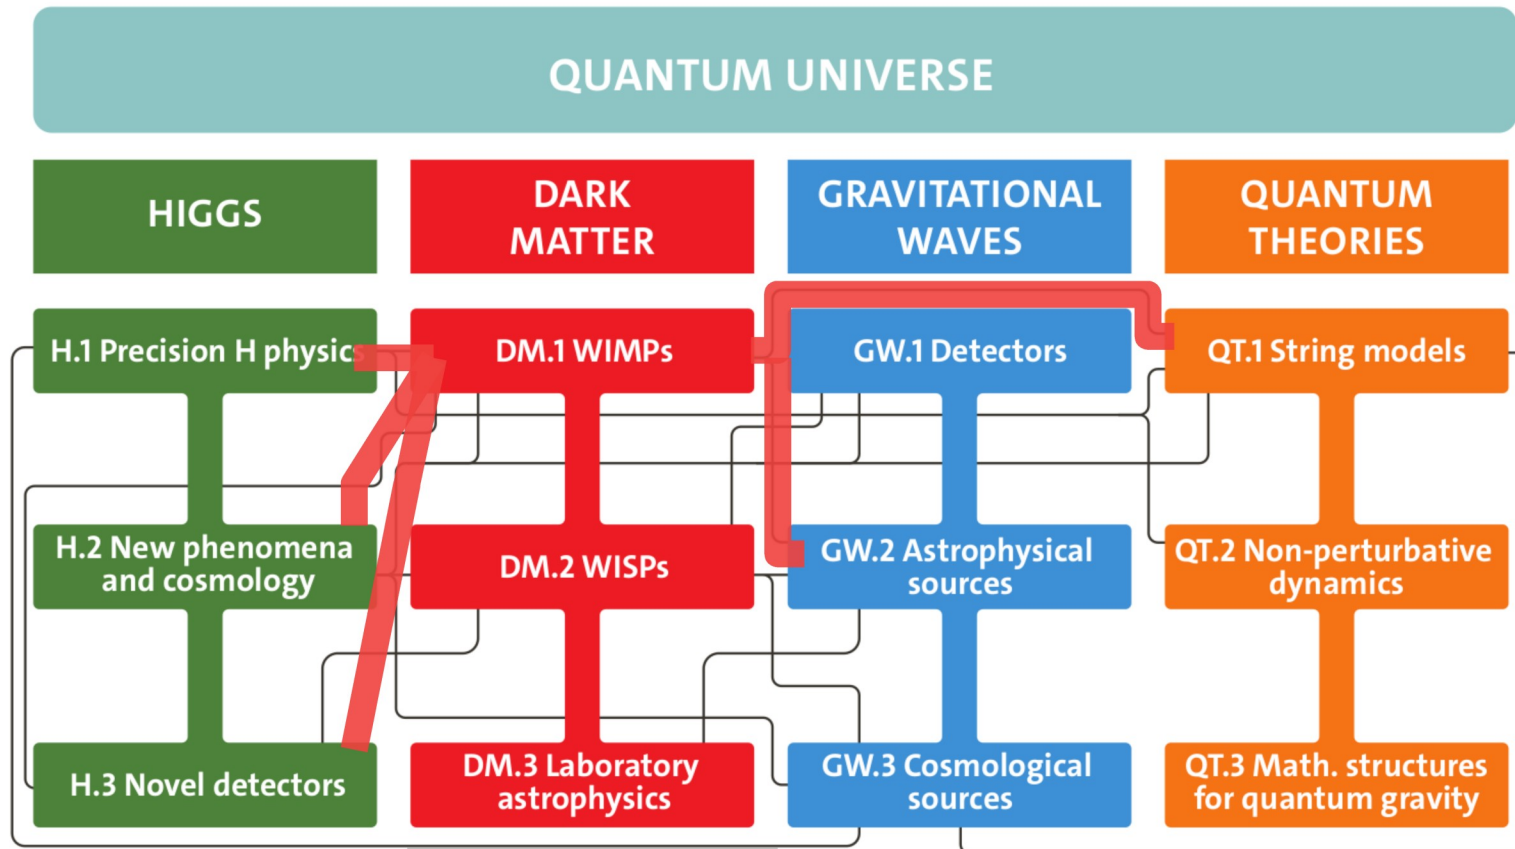 QUANTUM UNIVERSE
HIGGS
DARK
MATTER
GRAVITATIONAL
WAVES
QUANTUM
THEORIES
H.1 Precision H physics
DM.1 WIMPs
GW.1 Detectors
QT.1 String models
H.2 New phenomena
and cosmology
DM.2 WISPs
GW.2 Astrophysical
sources
QT.2 Non-perturbative
dynamics
H.3 Novel detectors
DM.3 Laboratory
astrophysics
GW.3 Cosmological
sources
QT.3 Math. structures
for quantum gravity